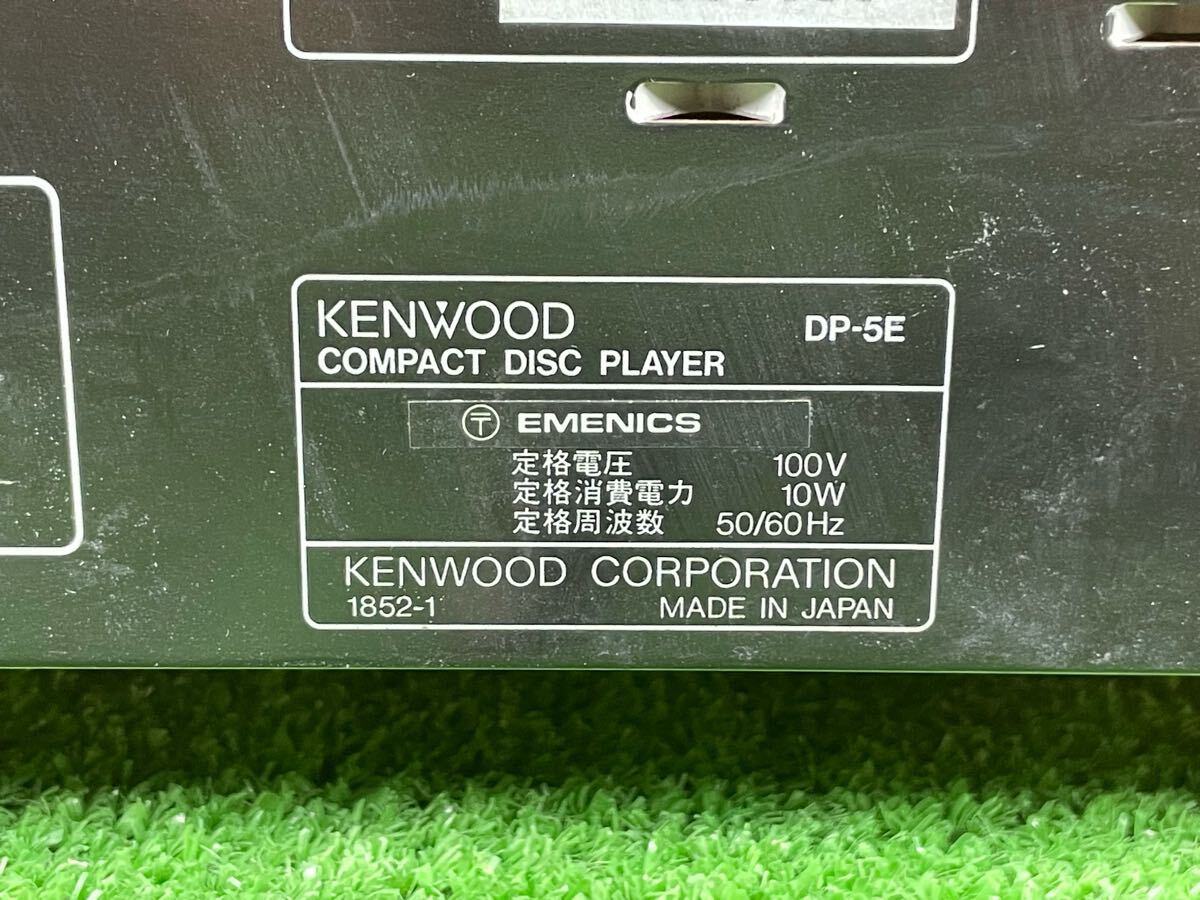 KENWOOD DP-5E
COMPACT DISC PLAYER
〒 EMENICS
定格電圧 100V
定格消費電力 10W
定格周波数 50/60Hz
KENWOOD CORPORATION
1852-1 MADE IN JAPAN